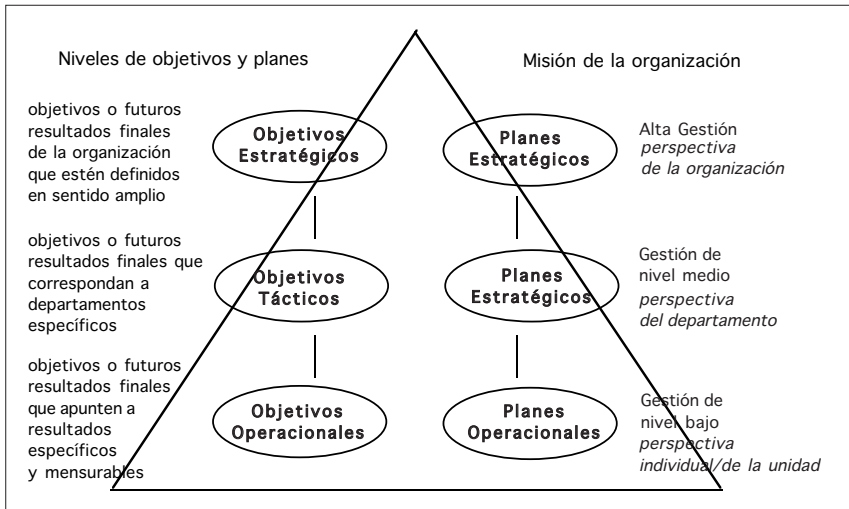 Niveles de objetivos y planes
Misión de la organización
objetivos o futuros
resultados finales
de la organización
que estén definidos
en sentido amplio
Objetivos
Estratégicos
Planes
Estratégicos
Alta Gestión
perspectiva
de la organización
objetivos o futuros
resultados finales que
correspondan a
departamentos
específicos
Objetivos
Tácticos
Planes
Estratégicos
Gestión de
nivel medio
perspectiva
del departamento
objetivos o futuros
resultados finales
que apunten a
resultados
específicos
y mensurables
Objetivos
Operacionales
Planes
Operacionales
Gestión de
nivel bajo
perspectiva
individual/de la unidad